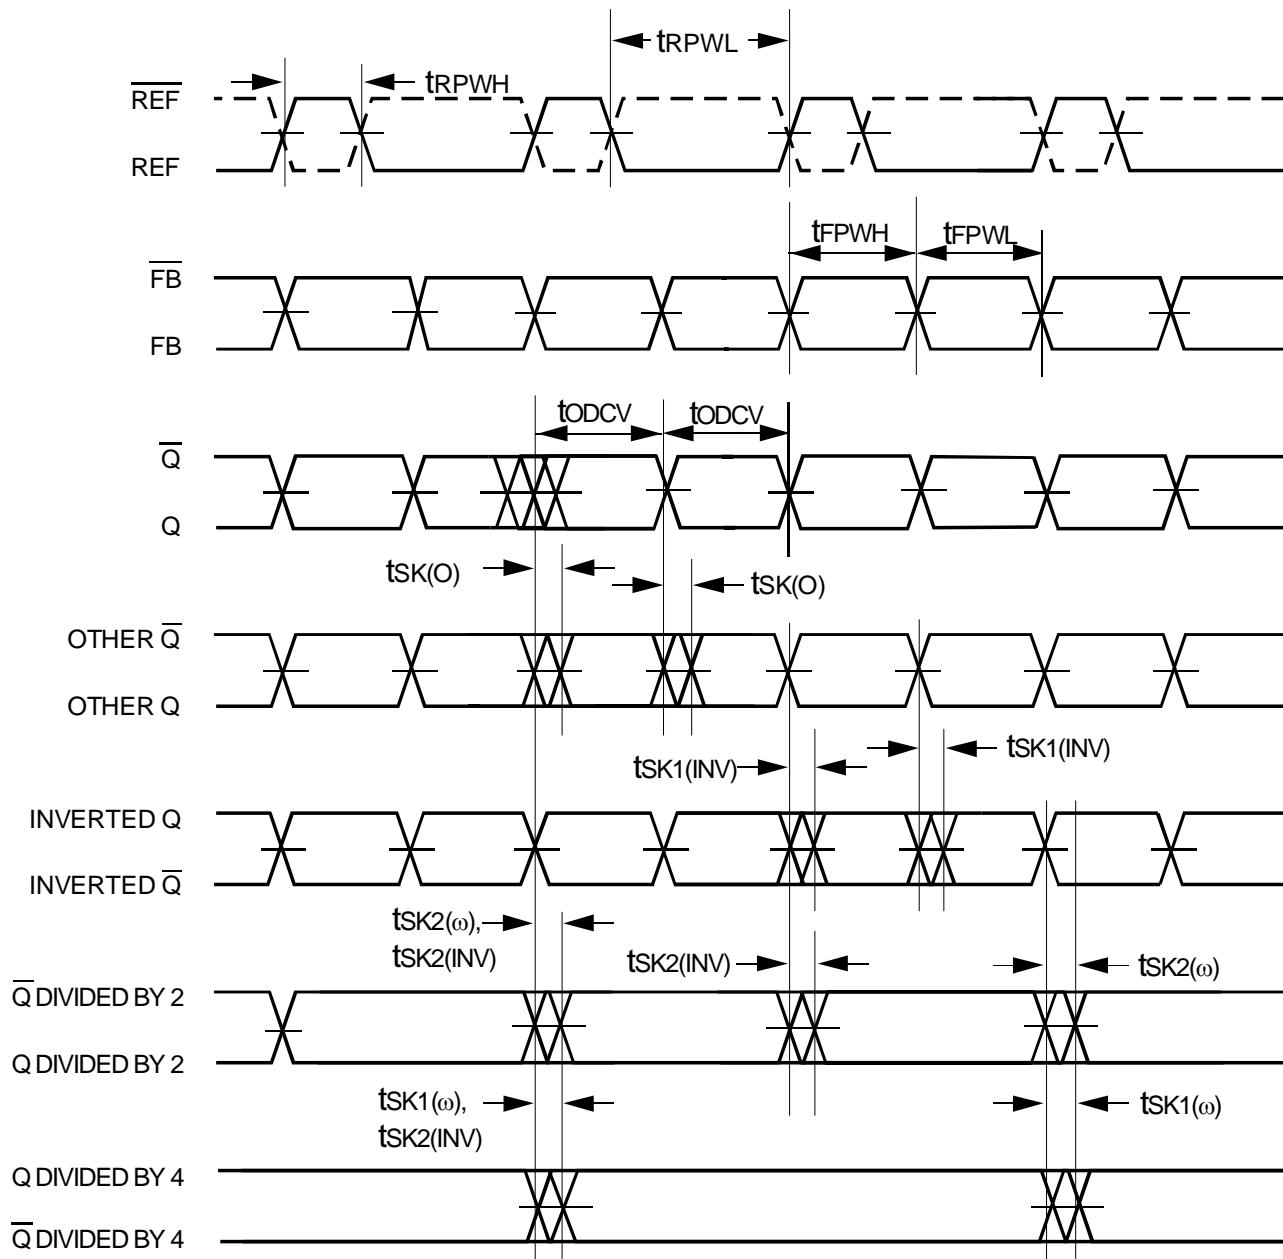 tRPWL
tRPWH
R̅E̅F̅
REF
tFPWH
tFPWL
F̅B̅
FB
tODCV
tODCV
Q̅
Q
tSK(O)
tSK(O)
OTHER Q̅
OTHER Q
tSK1(INV)
tSK1(INV)
INVERTED Q
INVERTED Q̅
tSK2(ω),
tSK2(INV)
tSK2(INV)
tSK2(ω)
Q̅ DIVIDED BY 2
Q DIVIDED BY 2
tSK1(ω),
tSK2(INV)
tSK1(ω)
Q DIVIDED BY 4
Q̅ DIVIDED BY 4